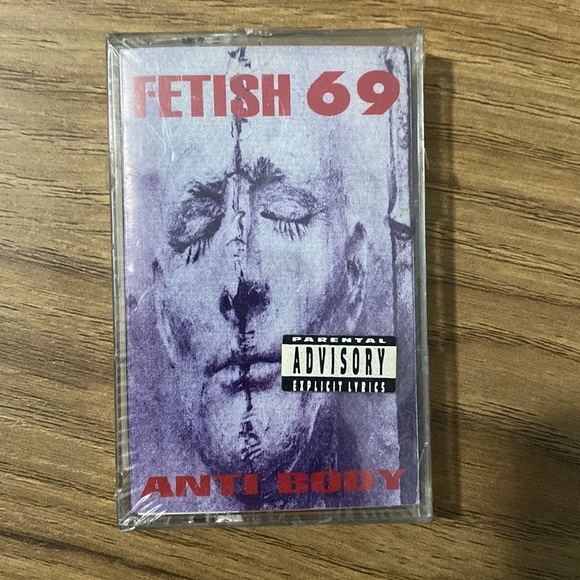 FETISH 69
PARENTAL
ADVISORY
EXPLICIT LYRICS
ANTI BODY